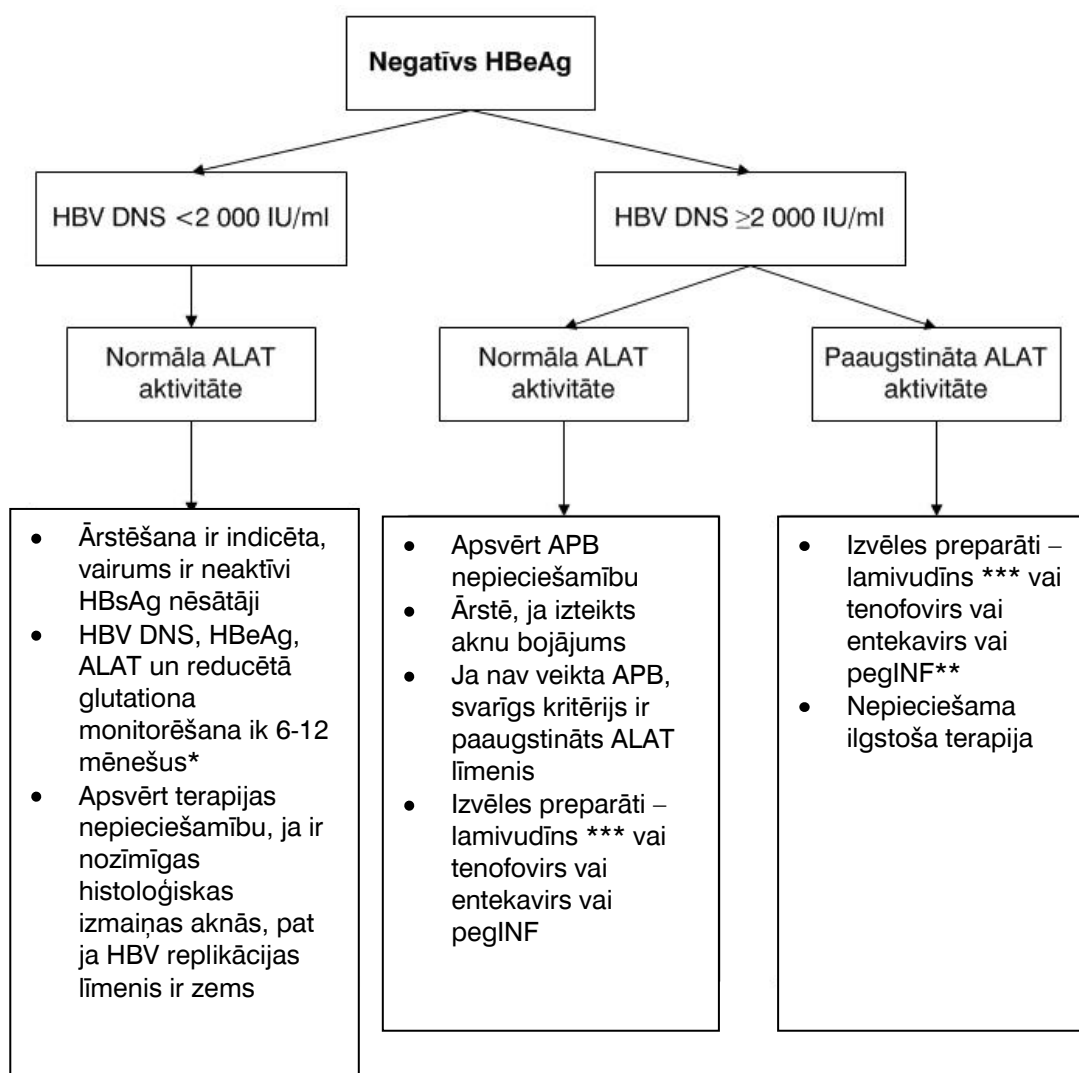 Negatīvs HBeAg
HBV DNS <2 000 IU/ml
HBV DNS ≥2 000 IU/ml
Normāla ALAT
aktivitāte
Normāla ALAT
aktivitāte
Paaugstināta ALAT
aktivitāte
• Ārstēšana ir indicēta,
vairums ir neaktīvi
HBsAg nēsātāji
• HBV DNS, HBeAg,
ALAT un reducētā
glutationa
monitorēšana ik 6-12
mēnešus*
• Apsvērt terapijas
nepieciešamību, ja ir
nozīmīgas
histoloģiskas
izmaiņas aknās, pat
ja HBV replikācijas
līmenis ir zems
• Apsvērt APB
nepieciešamību
• Ārstē, ja izteikts
aknu bojājums
• Ja nav veikta APB,
svarīgs kritērijs ir
paaugstināts ALAT
līmenis
• Izvēles preparāti –
lamivudīns *** vai
tenofovirs vai
entekavirs vai
pegINF
• Izvēles preparāti –
lamivudīns *** vai
tenofovirs vai
entekavirs vai
pegINF**
• Nepieciešama
ilgstoša terapija